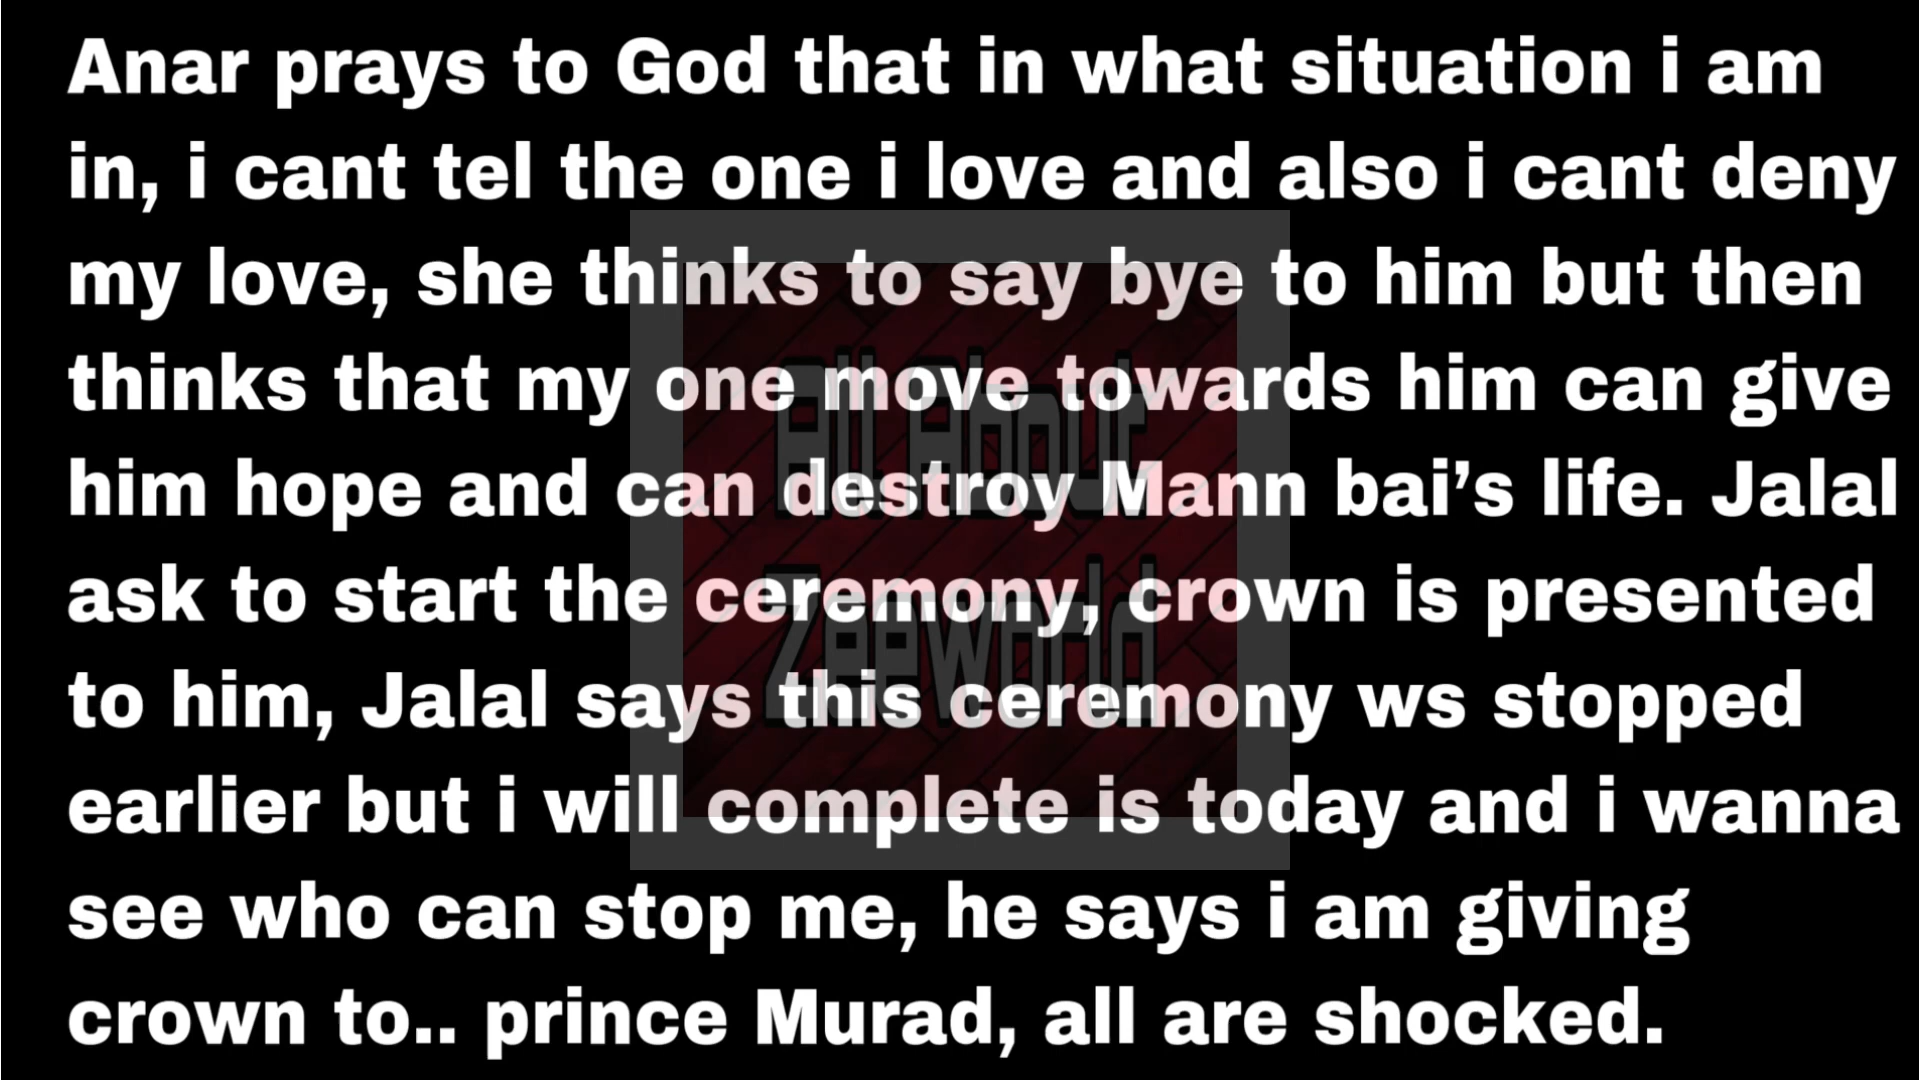 Anar prays to God that in what situation i am
in, i cant tel the one i love and also i cant deny
my love, she thinks to say bye to him but then
thinks that my one move towards him can give
him hope and can destroy Mann bai’s life. Jalal
ask to start the ceremony, crown is presented
to him, Jalal says this ceremony ws stopped
earlier but i will complete is today and i wanna
see who can stop me, he says i am giving
crown to.. prince Murad, all are shocked.
All About
Zeeworld